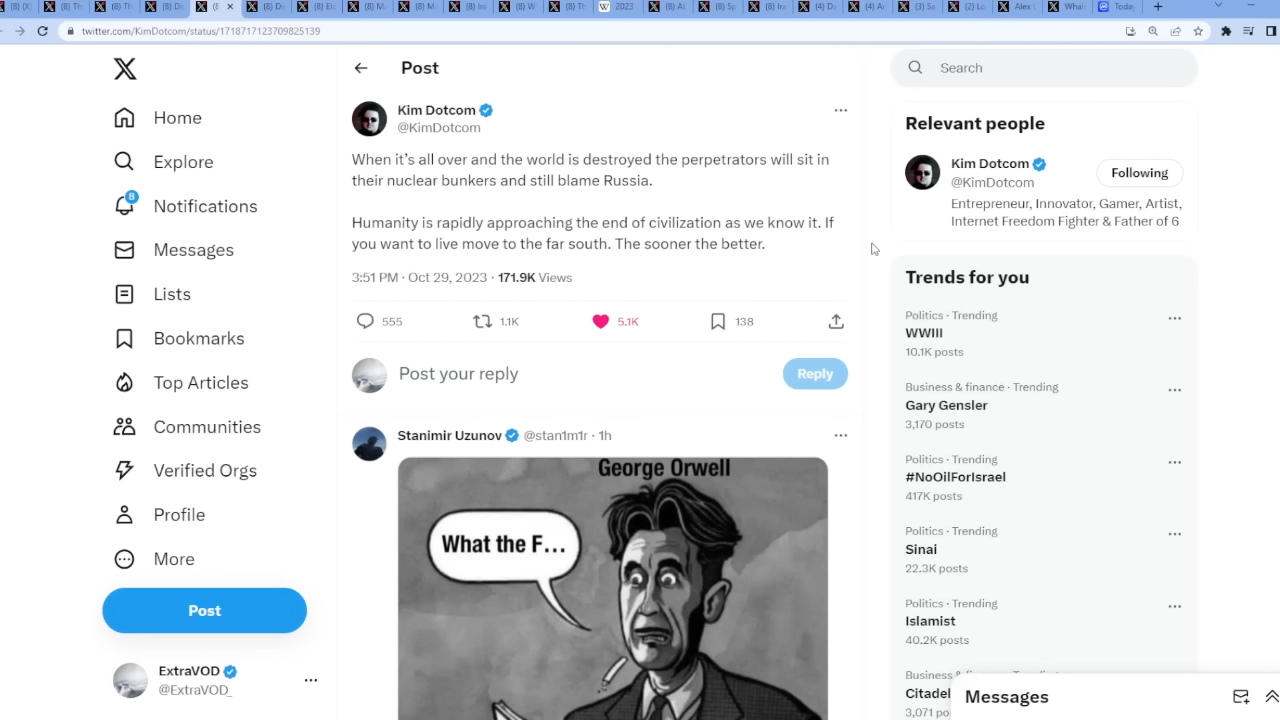 2023
Today
twitter.com/KimDotcom/status/1718717123709825139
Home
Explore
8
Notifications
Messages
Lists
Bookmarks
Top Articles
Communities
Verified Orgs
Profile
More
Post
ExtraVOD
@ExtraVOD_
Post
Kim Dotcom
@KimDotcom
When it’s all over and the world is destroyed the perpetrators will sit in
their nuclear bunkers and still blame Russia.
Humanity is rapidly approaching the end of civilization as we know it. If
you want to live move to the far south. The sooner the better.
3:51 PM · Oct 29, 2023 · 171.9K Views
555 1.1K 5.1K 138
Post your reply
Reply
Stanimir Uzunov @stan1m1r · 1h
George Orwell
What the F...
Search
Relevant people
Kim Dotcom
@KimDotcom
Following
Entrepreneur, Innovator, Gamer, Artist,
Internet Freedom Fighter & Father of 6
Trends for you
Politics · Trending
WWIII
10.1K posts
Business & finance · Trending
Gary Gensler
3,170 posts
Politics · Trending
#NoOilForIsrael
417K posts
Politics · Trending
Sinai
22.3K posts
Politics · Trending
Islamist
40.2K posts
Business
Citadel
3,071
Messages